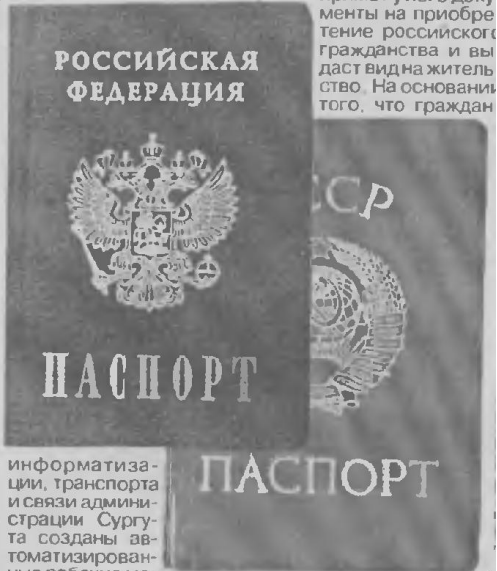 менты на приобре-
тение российского
гражданства и вы-
даст вид на житель-
ство. На основании
того, что граждан-
РОССИЙСКАЯ
ФЕДЕРАЦИЯ
ПАСПОРТ
СССР
ПАСПОРТ
информатиза-
ции, транспорта
и связи админи-
страции Сургу-
та созданы ав-
томатизирован-